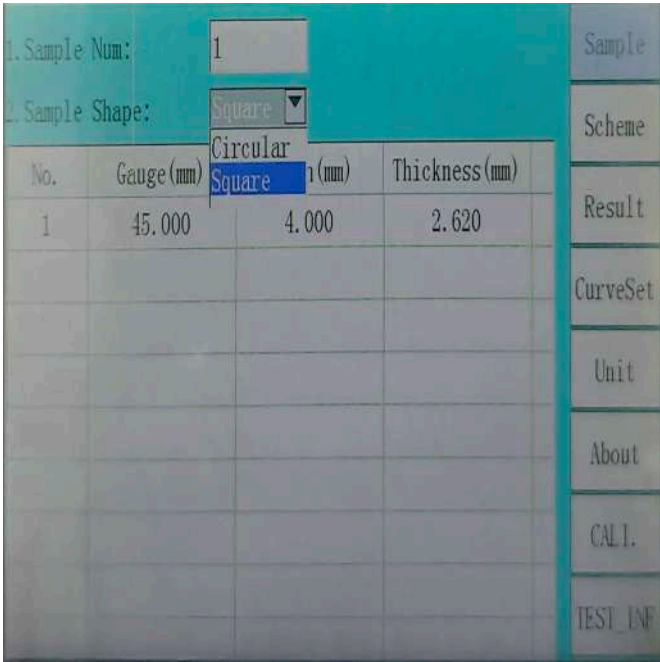 1.Sample Num: 1
2.Sample Shape: Square
Circular
Square
No. Gauge(mm) (mm) Thickness(mm)
1 45.000 4.000 2.620
Sample
Scheme
Result
CurveSet
Unit
About
CALI.
TEST_INF